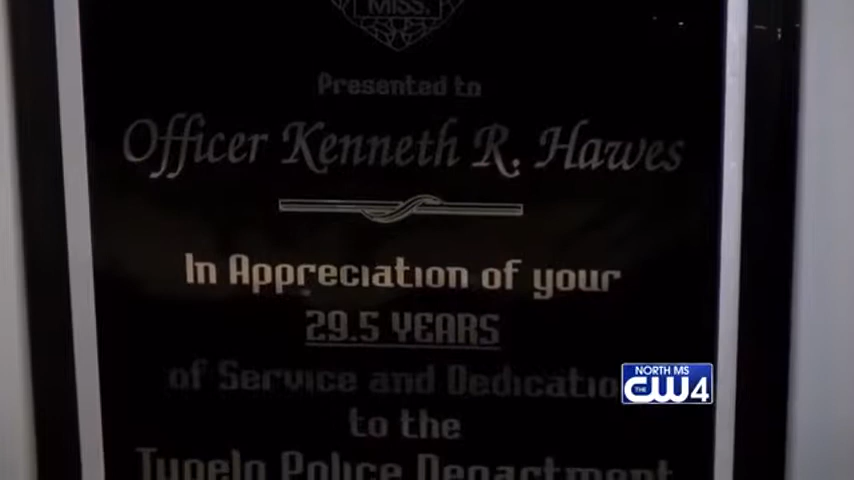 MISS.
Presented to
Officer Kenneth R. Hawes
In Appreciation of your
29.5 YEARS
of Service and Dedicatio
to the
Tupelo Police Department
NORTH MS
THE CW4